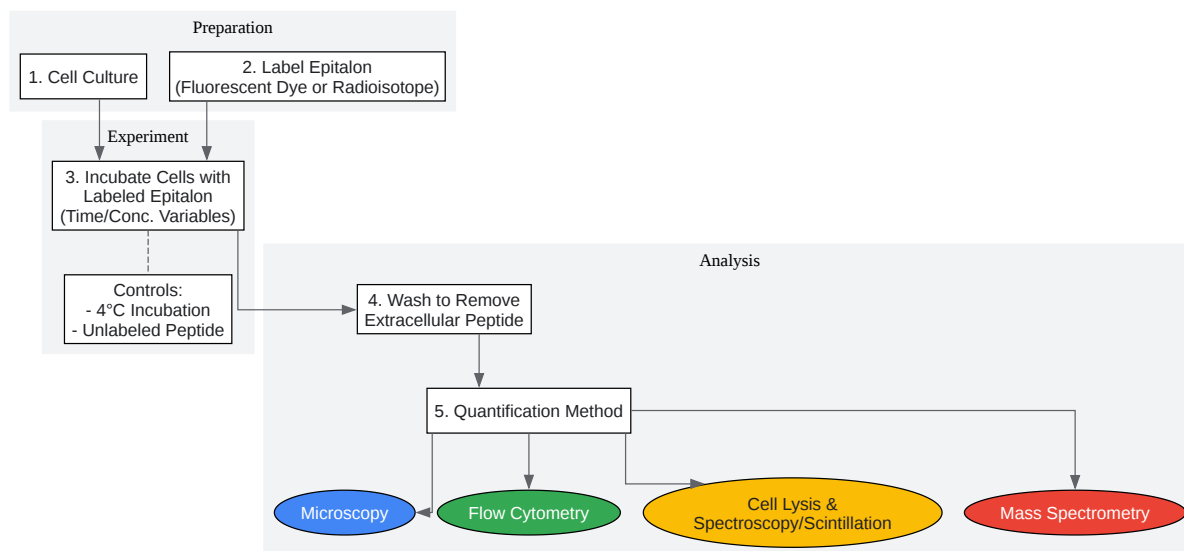 Preparation
1. Cell Culture
2. Label Epitalon
(Fluorescent Dye or Radioisotope)
Experiment
3. Incubate Cells with
Labeled Epitalon
(Time/Conc. Variables)
Controls:
- 4°C Incubation
- Unlabeled Peptide
Analysis
4. Wash to Remove
Extracellular Peptide
5. Quantification Method
Microscopy
Flow Cytometry
Cell Lysis &
Spectroscopy/Scintillation
Mass Spectrometry